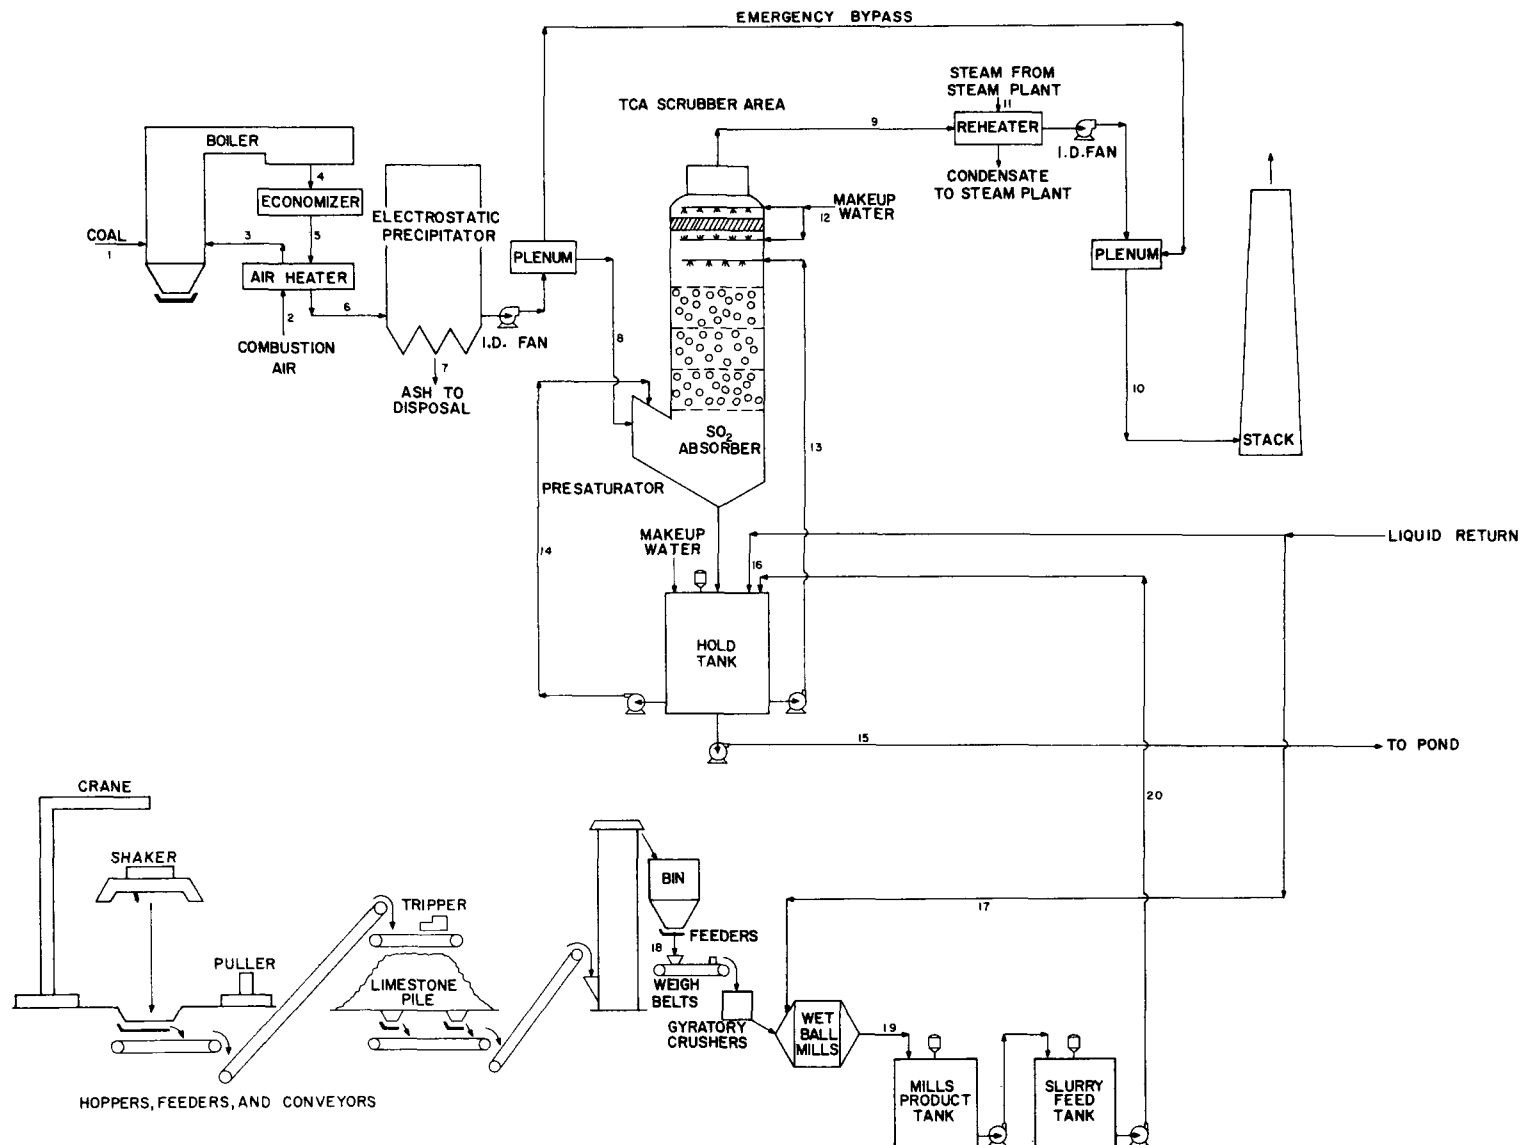 EMERGENCY BYPASS
STEAM FROM
STEAM PLANT
11
TCA SCRUBBER AREA
9
REHEATER
I.D.FAN
CONDENSATE
TO STEAM PLANT
BOILER
4
ECONOMIZER
MAKEUP
WATER
12
ELECTROSTATIC
PRECIPITATOR
COAL
1
3
5
PLENUM
PLENUM
AIR HEATER
2
6
COMBUSTION
AIR
I.D. FAN
8
7
ASH TO
DISPOSAL
10
SO2
ABSORBER
13
STACK
PRESATURATOR
MAKEUP
WATER
14
16
LIQUID RETURN
HOLD
TANK
15
TO POND
CRANE
20
SHAKER
BIN
TRIPPER
17
18
FEEDERS
PULLER
WEIGH
BELTS
LIMESTONE
PILE
GYRATORY
CRUSHERS
WET
BALL
MILLS
19
MILLS
PRODUCT
TANK
SLURRY
FEED
TANK
HOPPERS, FEEDERS, AND CONVEYORS